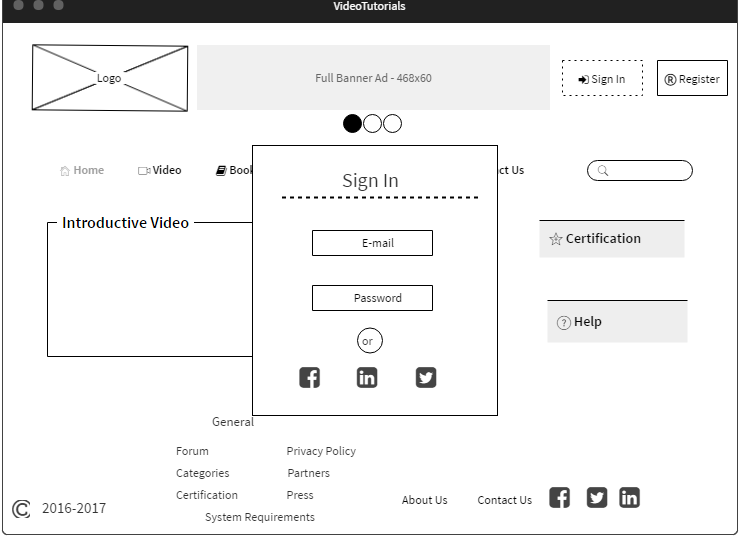 VideoTutorials
Logo
Full Banner Ad - 468x60
Sign In
® Register
Home
Video
Book
ct Us
Sign In
Introductive Video
E-mail
Password
or
Certification
? Help
General
Forum
Privacy Policy
Categories
Partners
Certification
Press
System Requirements
About Us
Contact Us
© 2016-2017